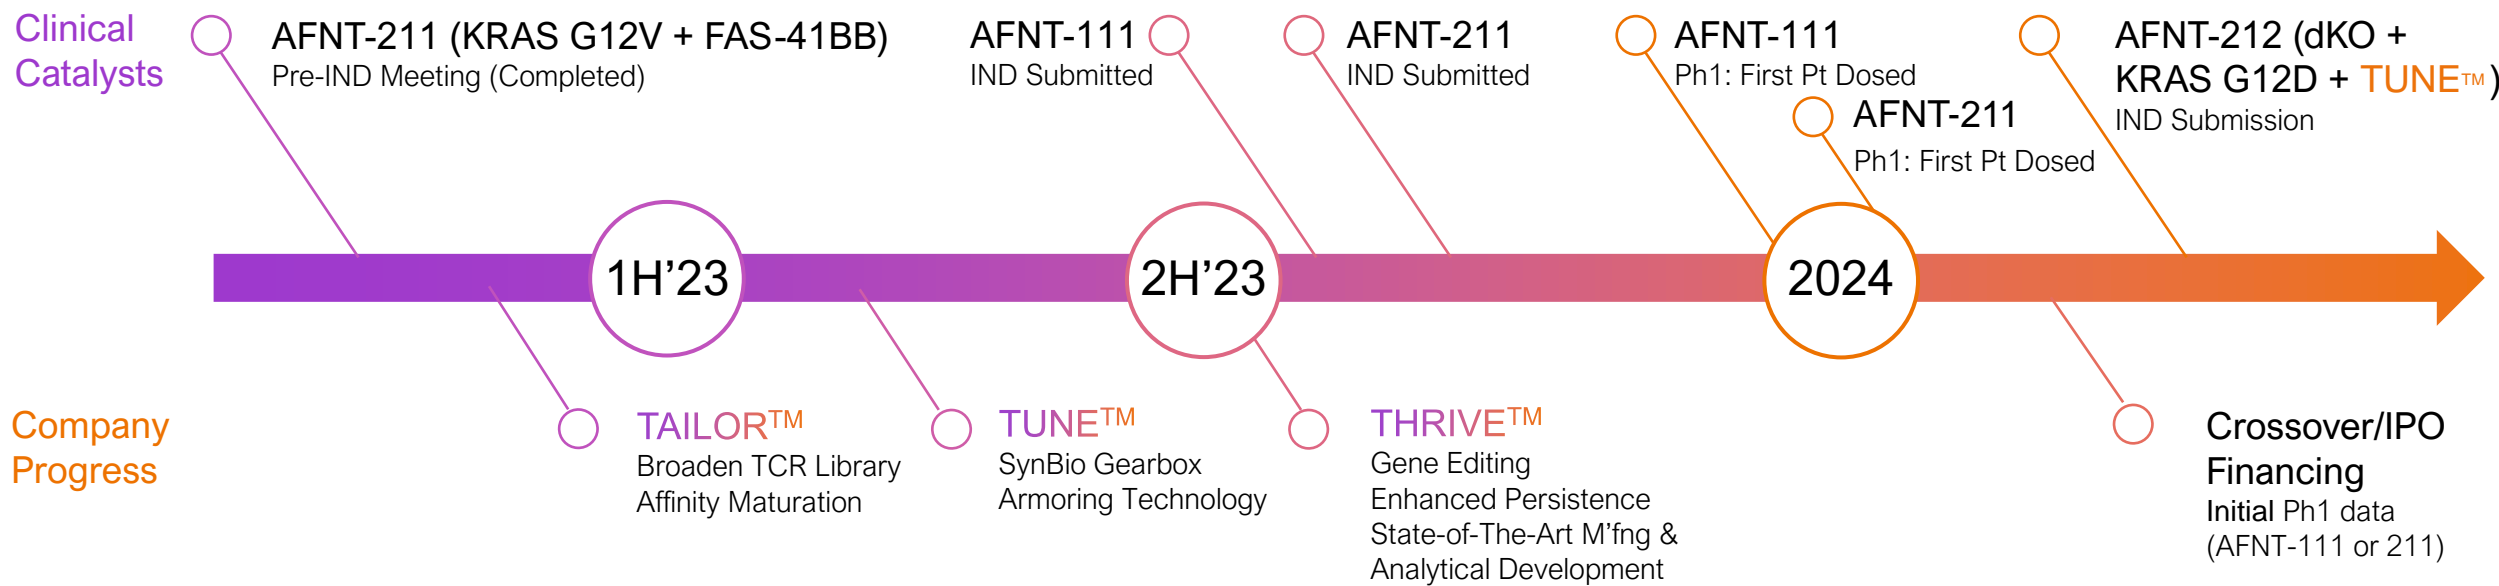 Clinical
Catalysts
AFNT-211 (KRAS G12V + FAS-41BB)
Pre-IND Meeting (Completed)
AFNT-111
IND Submitted
AFNT-211
IND Submitted
AFNT-111
Ph1: First Pt Dosed
AFNT-211
Ph1: First Pt Dosed
AFNT-212 (dKO +
KRAS G12D + TUNE™)
IND Submission
1H’23
2H’23
2024
Company
Progress
TAILOR™
Broaden TCR Library
Affinity Maturation
TUNE™
SynBio Gearbox
Armoring Technology
THRIVE™
Gene Editing
Enhanced Persistence
State-of-The-Art M’fng &
Analytical Development
Crossover/IPO
Financing
Initial Ph1 data
(AFNT-111 or 211)